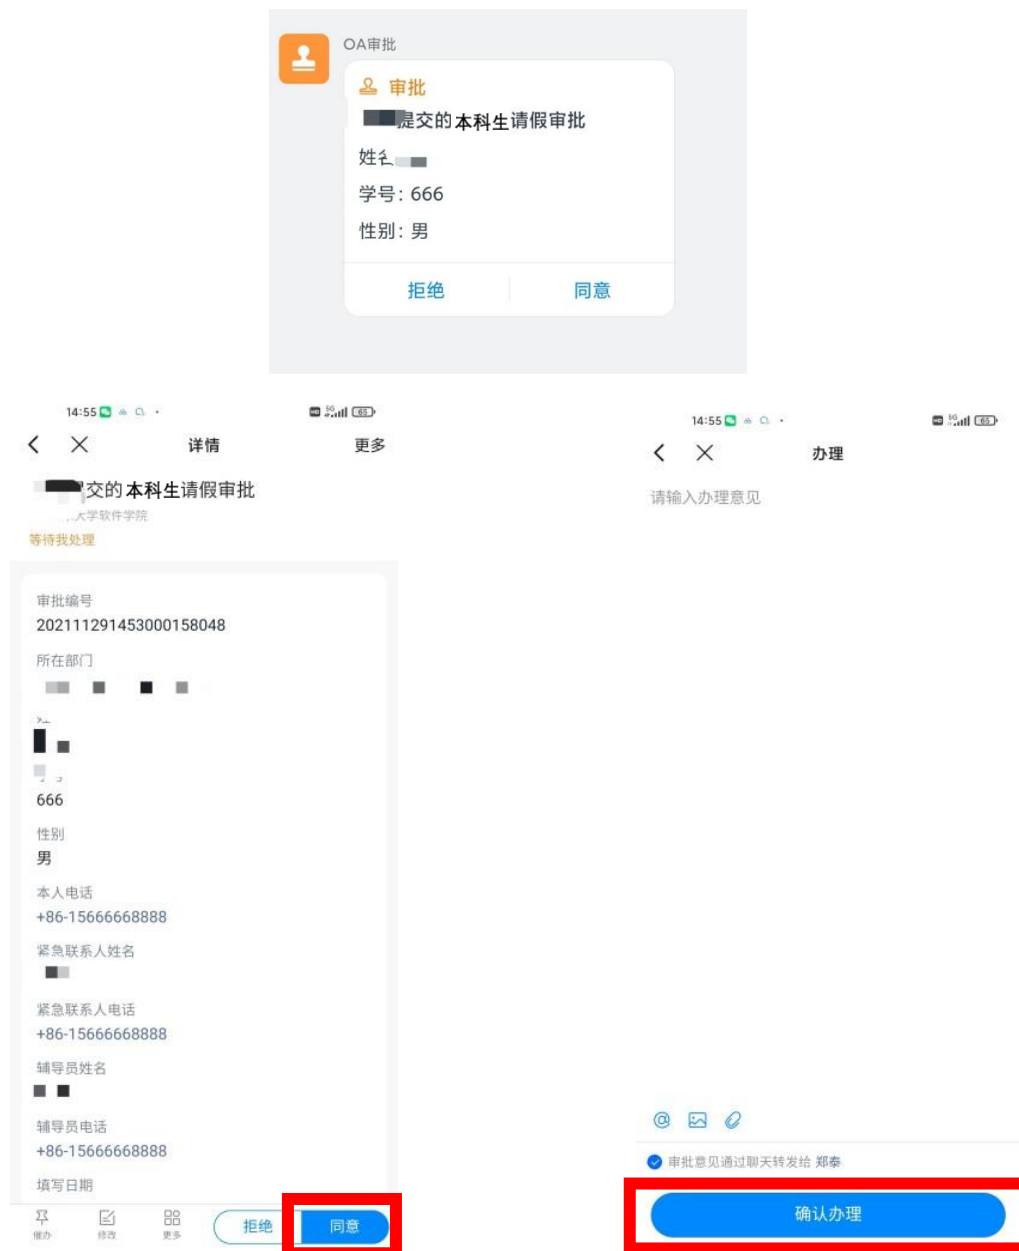 OA审批
审批
提交的本科生请假审批
姓名
学号：666
性别：男
拒绝 同意
14:55
5G
65
详情
更多
交的本科生请假审批
大学软件学院
等待我处理
审批编号
202111291453000158048
所在部门
666
性别
男
本人电话
+86-15666668888
紧急联系人姓名
紧急联系人电话
+86-15666668888
辅导员姓名
辅导员电话
+86-15666668888
填写日期
催办 修改 更多 拒绝 同意
14:55
5G
65
办理
请输入办理意见
@
审批意见通过聊天转发给 郑泰
确认办理